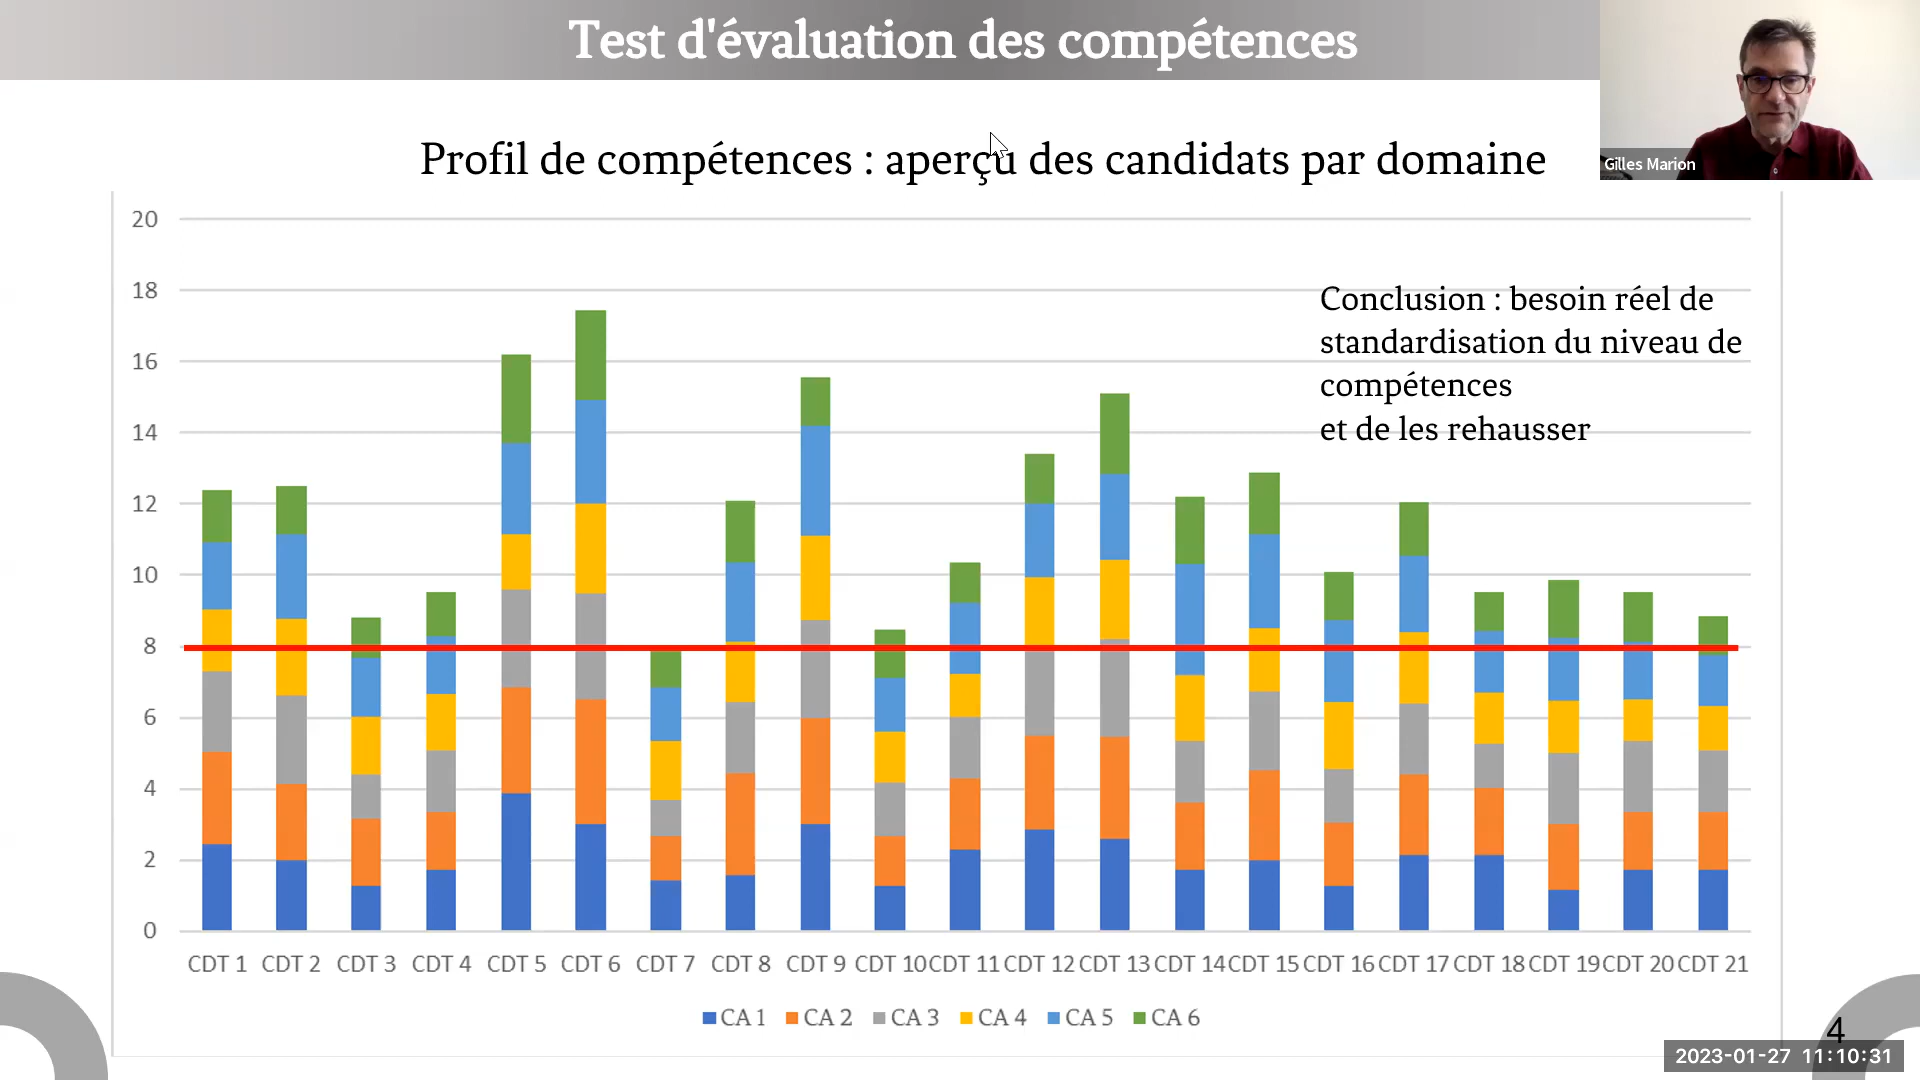 Test d'évaluation des compétences
Gilles Marion
Profil de compétences : aperçu des candidats par domaine
Conclusion : besoin réel de
standardisation du niveau de
compétences
et de les rehausser
20
18
16
14
12
10
8
6
4
2
0
CDT 1 CDT 2 CDT 3 CDT 4 CDT 5 CDT 6 CDT 7 CDT 8 CDT 9 CDT 10 CDT 11 CDT 12 CDT 13 CDT 14 CDT 15 CDT 16 CDT 17 CDT 18 CDT 19 CDT 20 CDT 21
CA 1 CA 2 CA 3 CA 4 CA 5 CA 6
4
2023-01-27 11:10:31